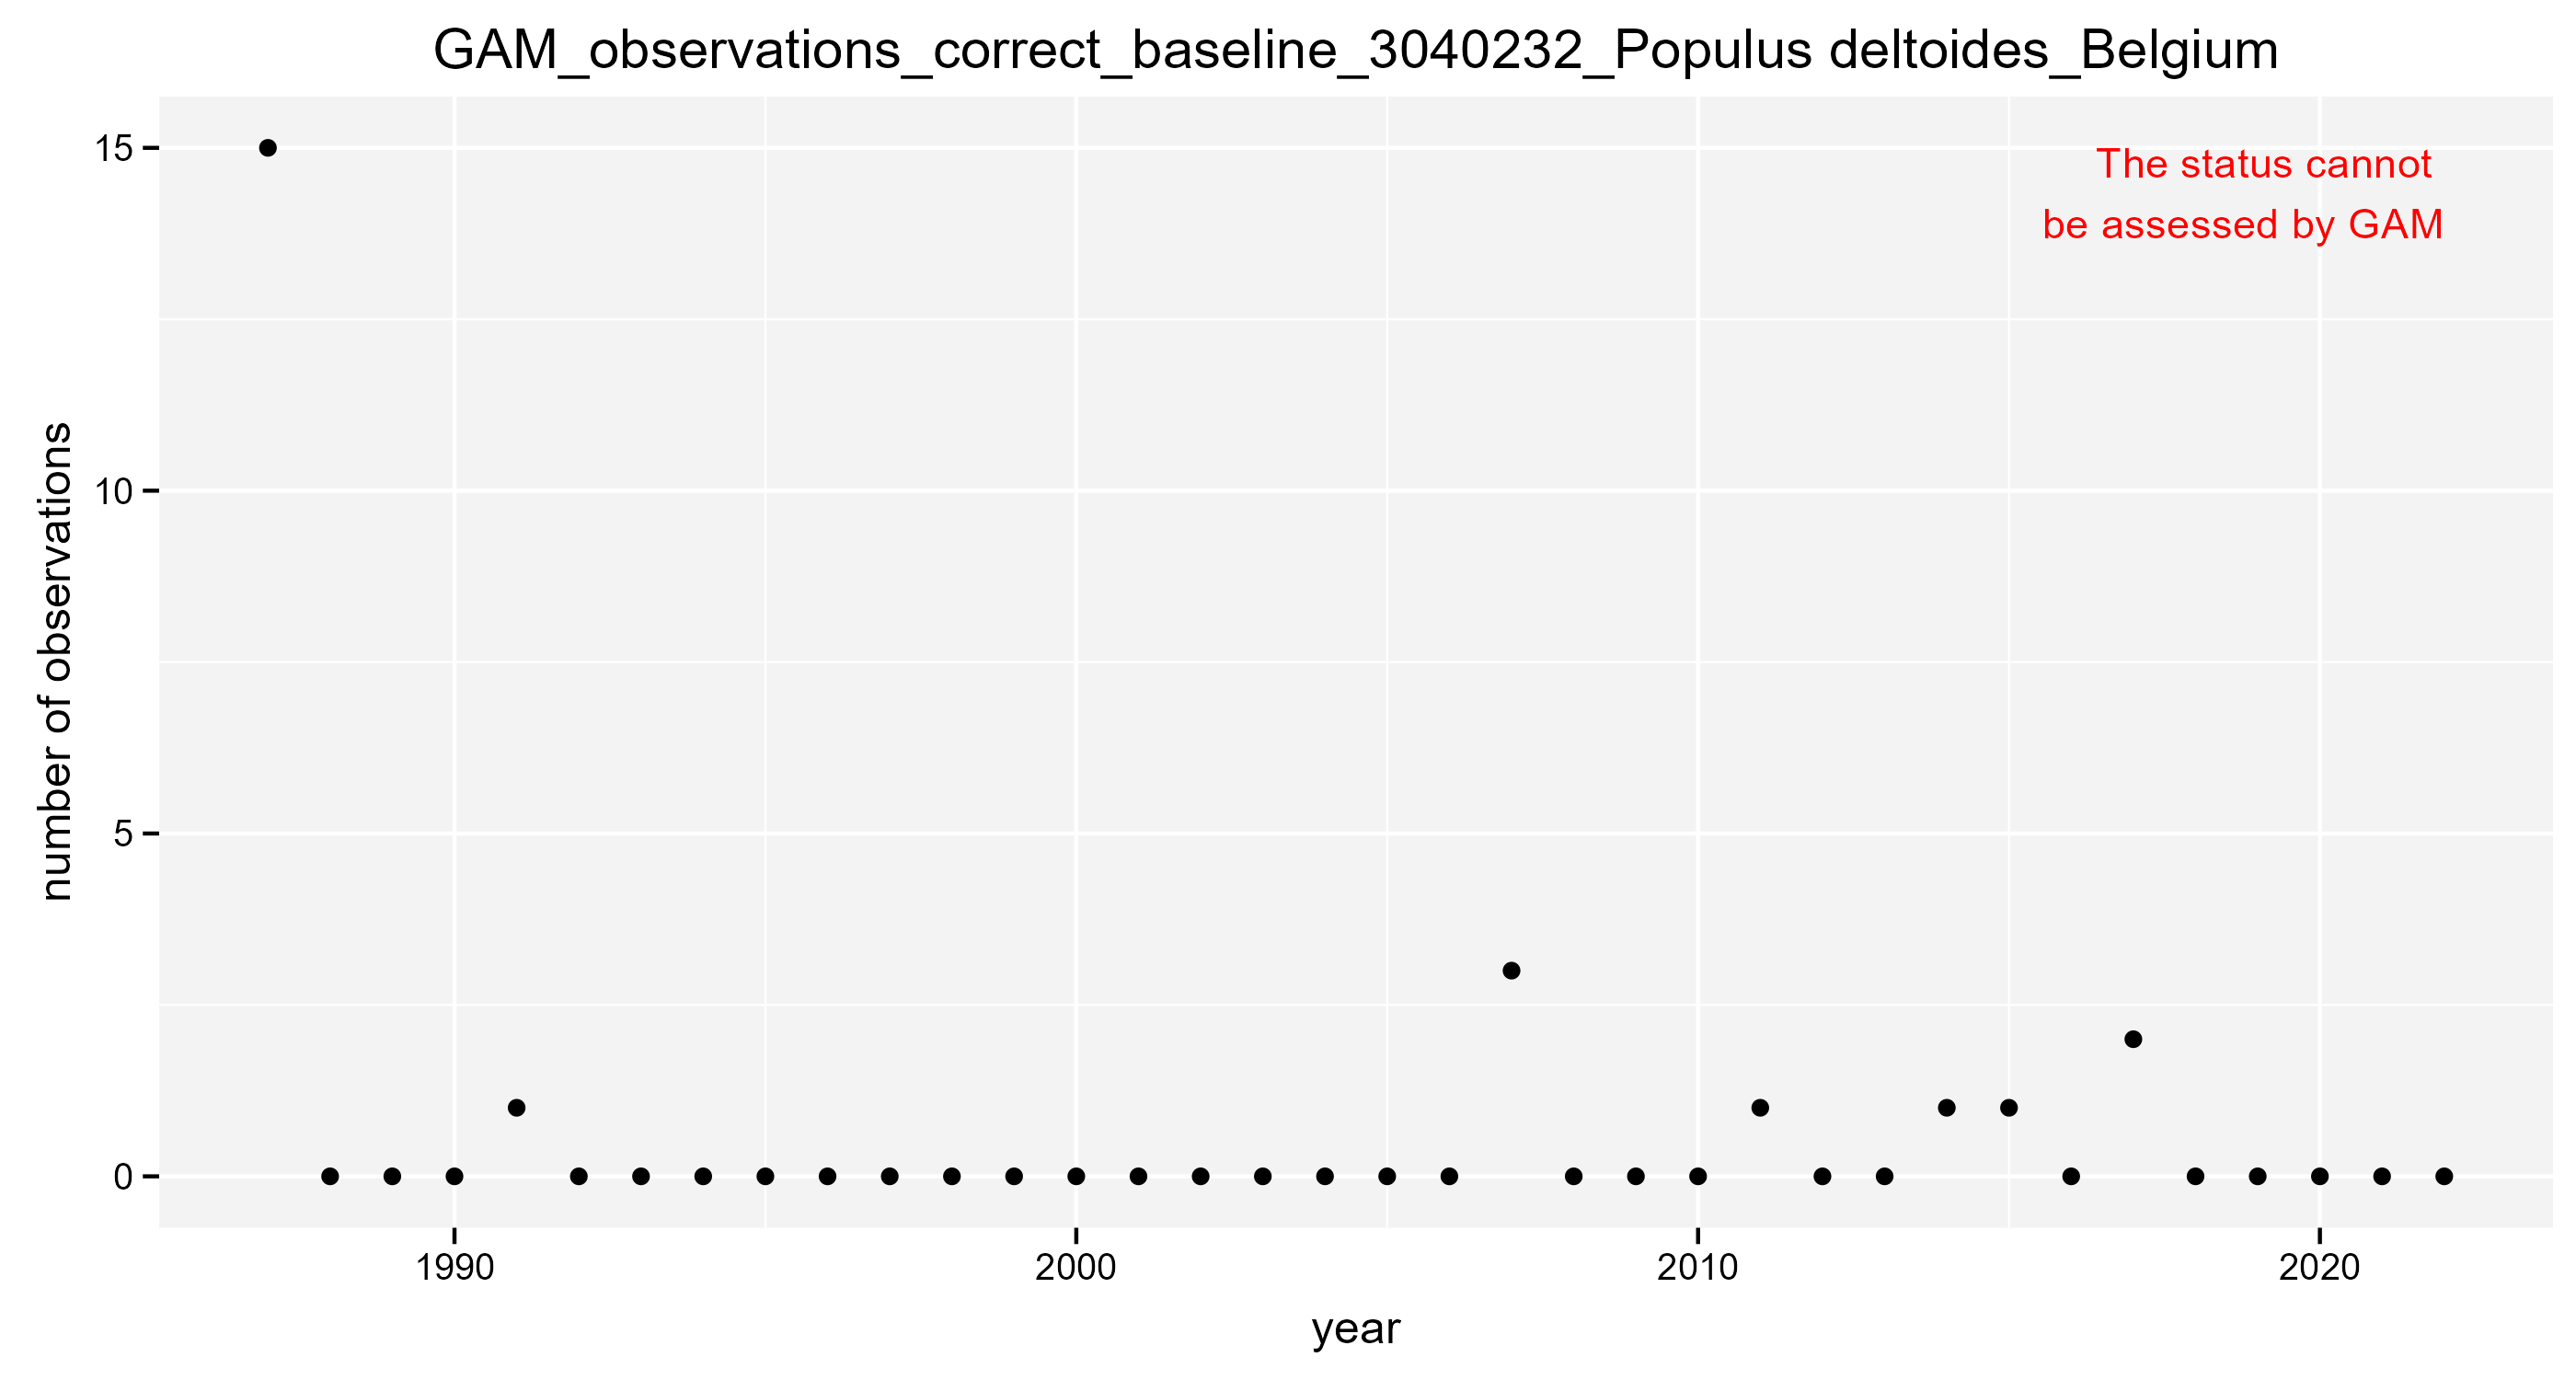 GAM_observations_correct_baseline_3040232_Populus deltoides_Belgium
The status cannot
be assessed by GAM
number of observations
15
10
5
0
1990 2000 2010 2020
year